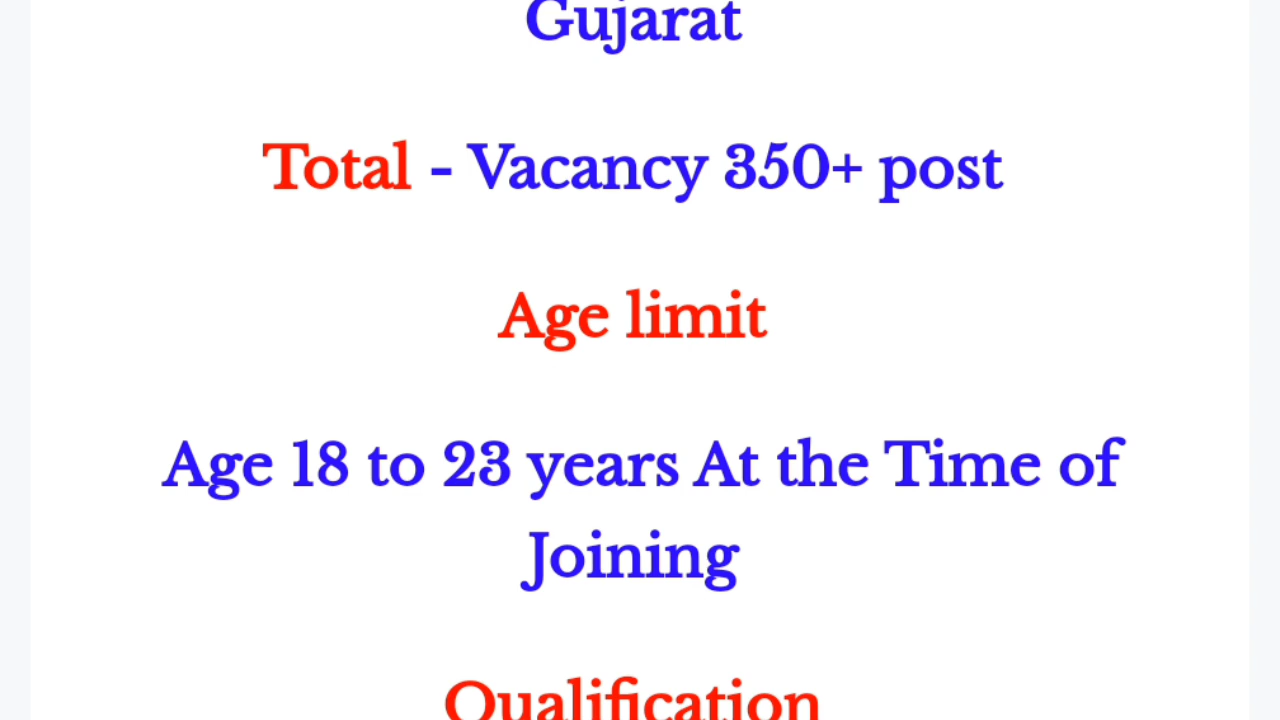 Gujarat
Total - Vacancy 350+ post
Age limit
Age 18 to 23 years At the Time of
Joining
Qualification